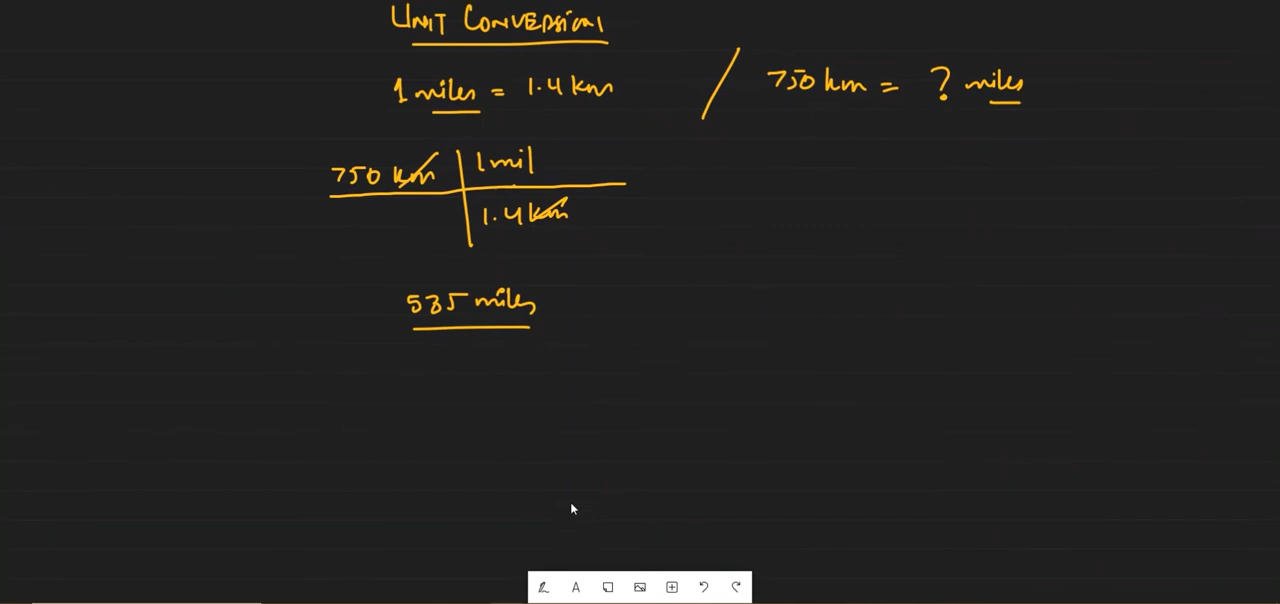 UNIT CONVERSION
1 miles = 1.4 km / 750 km = ? miles
750 km | 1 mil
1.4 km
535 miles